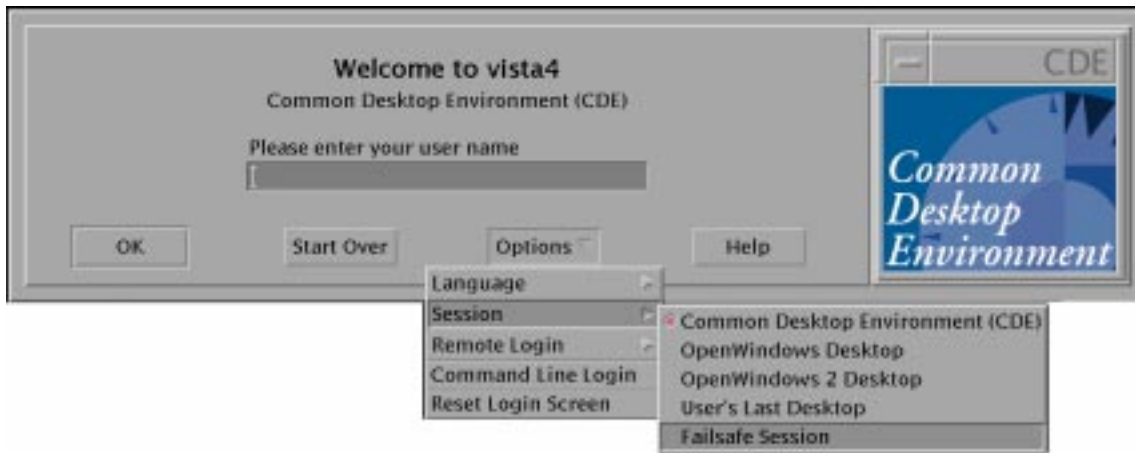 Welcome to vista4
Common Desktop Environment (CDE)
Please enter your user name
OK
Start Over
Options
Help
CDE
Common
Desktop
Environment
Language
Session
Remote Login
Command Line Login
Reset Login Screen
Common Desktop Environment (CDE)
OpenWindows Desktop
OpenWindows 2 Desktop
User's Last Desktop
Failsafe Session